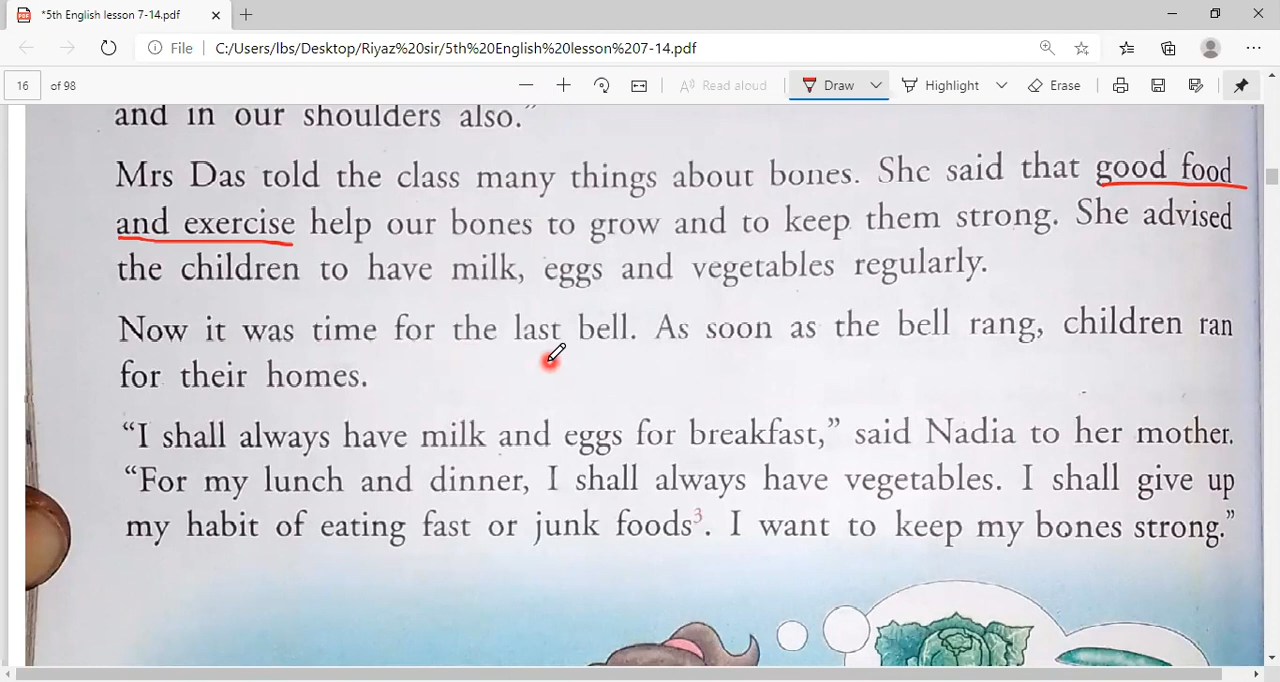 *5th English lesson 7-14.pdf
File C:/Users/lbs/Desktop/Riyaz%20sir/5th%20English%20lesson%207-14.pdf
16 of 98 Read aloud Draw Highlight Erase
and in our shoulders also.”
Mrs Das told the class many things about bones. She said that good food
and exercise help our bones to grow and to keep them strong. She advised
the children to have milk, eggs and vegetables regularly.
Now it was time for the last bell. As soon as the bell rang, children ran
for their homes.
“I shall always have milk and eggs for breakfast,” said Nadia to her mother.
“For my lunch and dinner, I shall always have vegetables. I shall give up
my habit of eating fast or junk foods³. I want to keep my bones strong.”